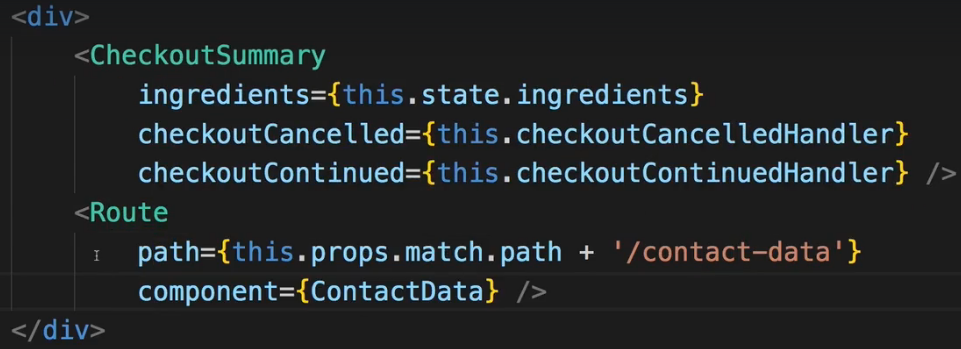 <div>
<CheckoutSummary
ingredients={this.state.ingredients}
checkoutCancelled={this.checkoutCancelledHandler}
checkoutContinued={this.checkoutContinuedHandler} />
<Route
path={this.props.match.path + '/contact-data'}
component={ContactData} />
</div>